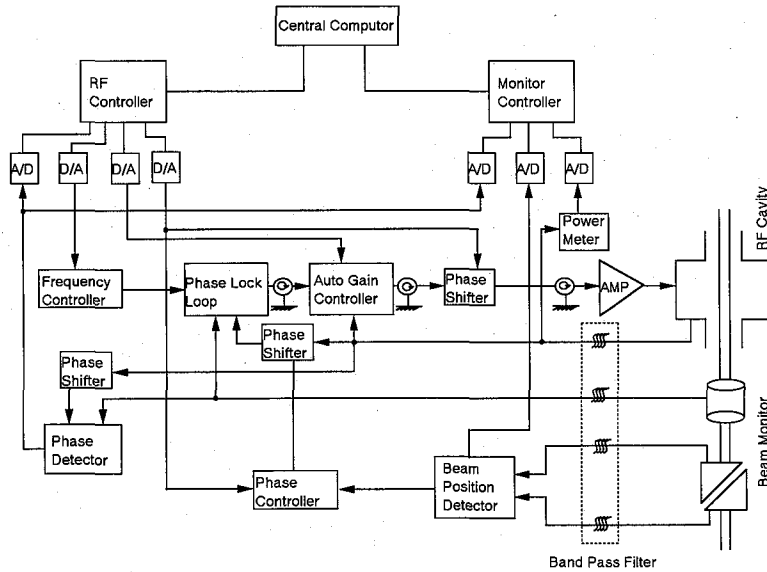 Central Computor
RF
Controller
Monitor
Controller
A/D
D/A
D/A
D/A
A/D
A/D
A/D
Power
Meter
RF Cavity
Frequency
Controller
Phase Lock
Loop
Auto Gain
Controller
Phase
Shifter
AMP
Phase
Shifter
Phase
Shifter
Phase
Detector
Phase
Controller
Beam
Position
Detector
Beam Monitor
Band Pass Filter